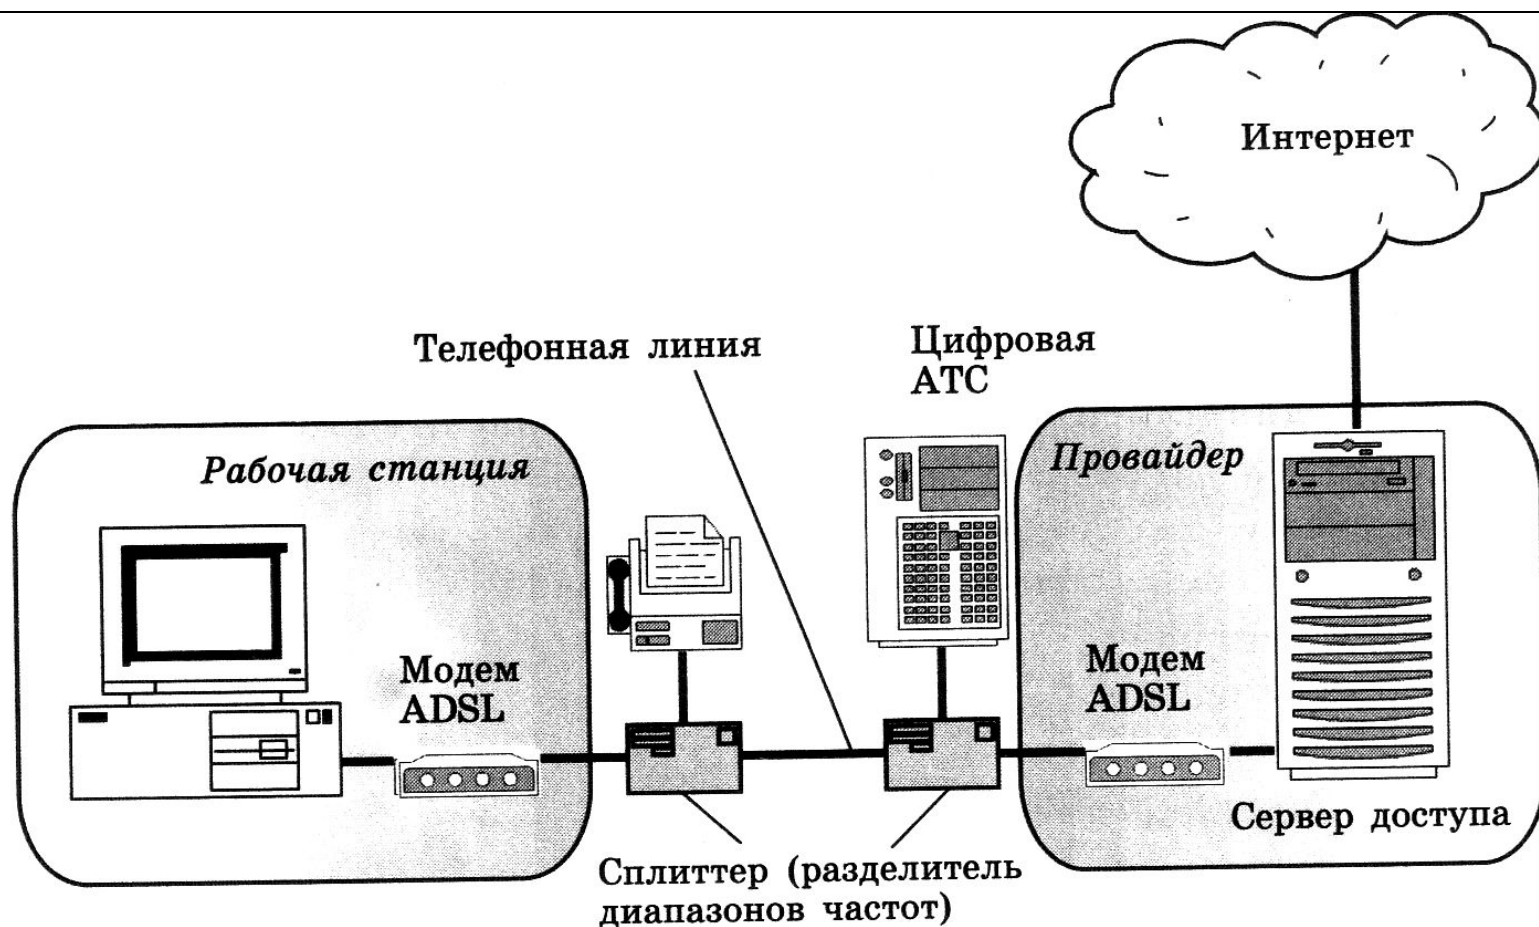 Интернет
Телефонная линия
Цифровая
АТС
Рабочая станция
Провайдер
Модем
ADSL
Модем
ADSL
Сервер доступа
Сплиттер (разделитель
диапазонов частот)